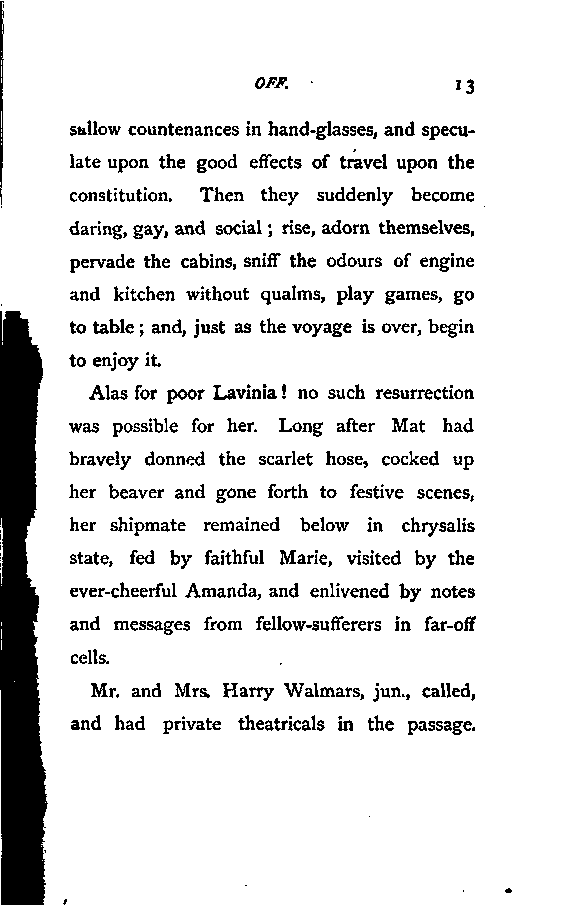 OFF. 13
sallow countenances in hand-glasses, and specu-
late upon the good effects of travel upon the
constitution. Then they suddenly become
daring, gay, and social ; rise, adorn themselves,
pervade the cabins, sniff the odours of engine
and kitchen without qualms, play games, go
to table ; and, just as the voyage is over, begin
to enjoy it.
Alas for poor Lavinia ! no such resurrection
was possible for her. Long after Mat had
bravely donned the scarlet hose, cocked up
her beaver and gone forth to festive scenes,
her shipmate remained below in chrysalis
state, fed by faithful Marie, visited by the
ever-cheerful Amanda, and enlivened by notes
and messages from fellow-sufferers in far-off
cells.
Mr. and Mrs. Harry Walmars, jun., called,
and had private theatricals in the passage.